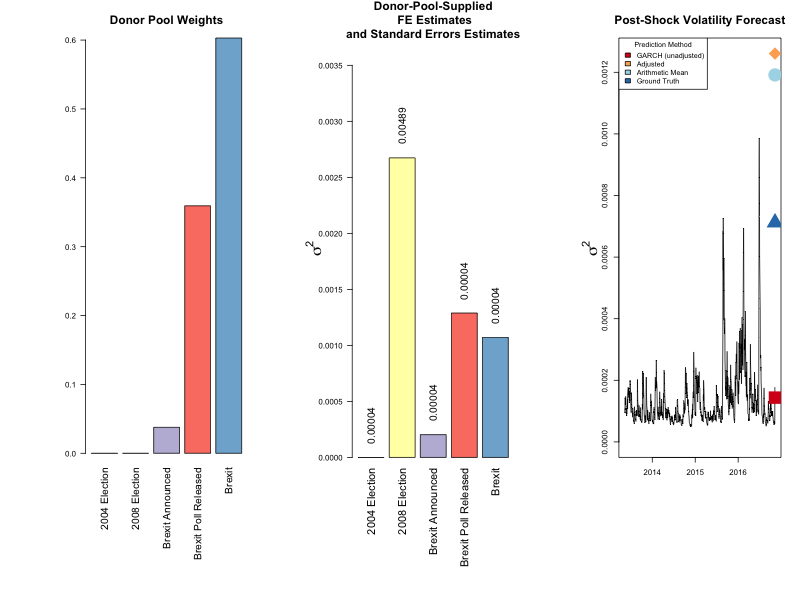 Donor Pool Weights
0.6
0.5
0.4
0.3
0.2
0.1
0.0
2004 Election
2008 Election
Brexit Announced
Brexit Poll Released
Brexit
Donor-Pool-Supplied
FE Estimates
and Standard Errors Estimates
σ²
0.0035
0.0030
0.0025
0.0020
0.0015
0.0010
0.0005
0.0000
0.00004
0.00489
0.00004
0.00004
0.00004
2004 Election
2008 Election
Brexit Announced
Brexit Poll Released
Brexit
Post-Shock Volatility Forecast
Prediction Method
GARCH (unadjusted)
Adjusted
Arithmetic Mean
Ground Truth
σ²
0.0012
0.0010
0.0008
0.0006
0.0004
0.0002
0.0000
2014
2015
2016